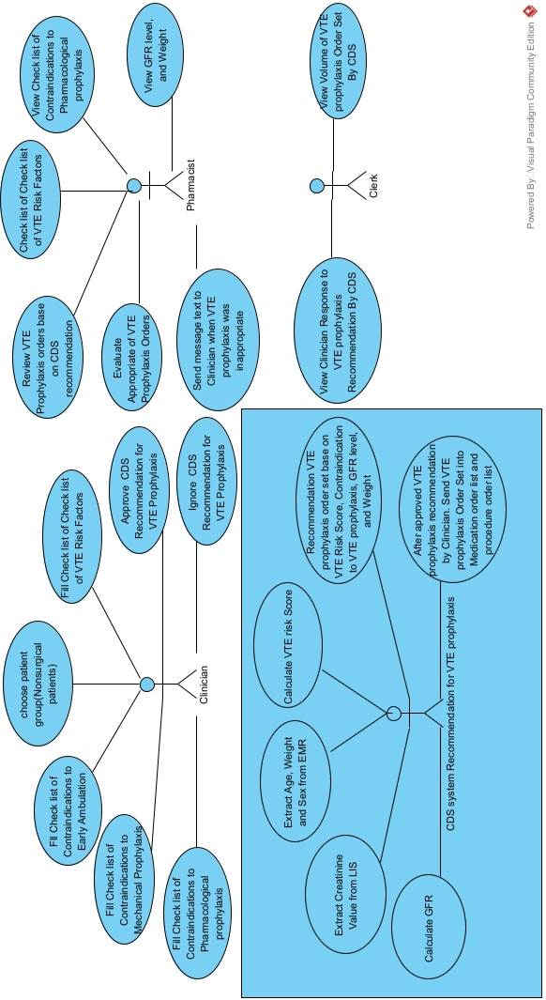 Fill Check list of
Contraindications to
Pharmacological
prophylaxis
Fill Check list of
Contraindications to
Mechanical Prophylaxis
FIl Check list of
Contraindications to
Early Ambulation
choose patient
group(Nonsurgical
patients)
Fill Check list of Check list
of VTE Risk Factors
Approve CDS
Recommendation for
VTE Prophylaxis
Ignore CDS
Recommendation for
VTE Prophylaxis
Clinician
Review VTE
Prophylaxis orders base
on CDS
recommendation
Check list of Check list
of VTE Risk Factors
View Check list of
Contraindications to
Pharmacological
prophylaxis
View GFR level,
and Weight
Evaluate
Appropriate of VTE
Prophylaxis Orders
Send message text to
Clinician when VTE
prophylaxis was
inappropriate
Pharmacist
Calculate GFR
Extract Creatinine
Value from LIS
Extract Age, Weight
and Sex from EMR
Calculate VTE risk Score
Recommendation VTE
prophylaxis order set base on
VTE Risk Score, Contraindication
to VTE prophylaxis, GFR level,
and Weight
After approved VTE
prophylaxis recommendation
by Clinician. Send VTE
prophylaxis Order Set into
Medication order list and
procedure order list
CDS system Recommendation for VTE prophylaxis
View Clinician Response to
VTE prophylaxis
Recommendation By CDS
View Volume of VTE
prophylaxis Order Set
By CDS
Clerk
Powered By: Visual Paradigm Community Edition